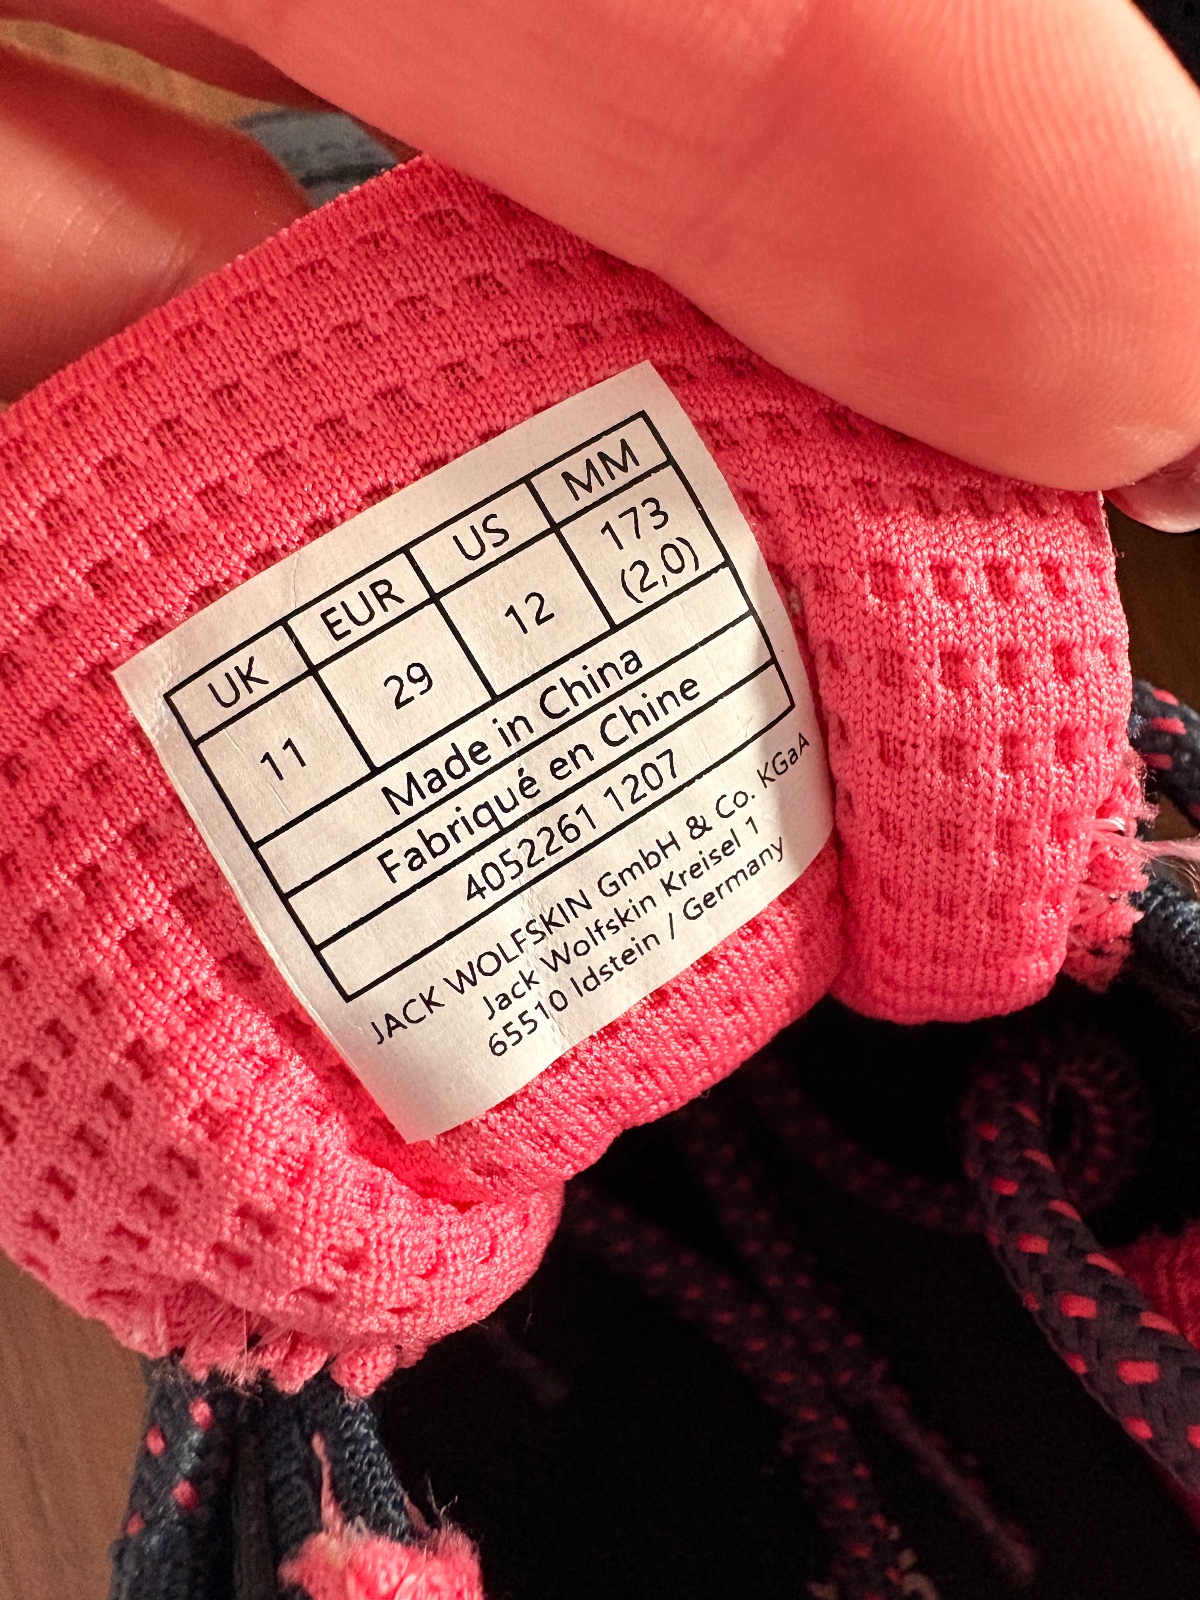 UK EUR US MM
11 29 12 173
(2,0)
Made in China
Fabriqué en Chine
4052261 1207
JACK WOLFSKIN GmbH & Co. KGaA
Jack Wolfskin Kreisel 1
65510 Idstein / Germany